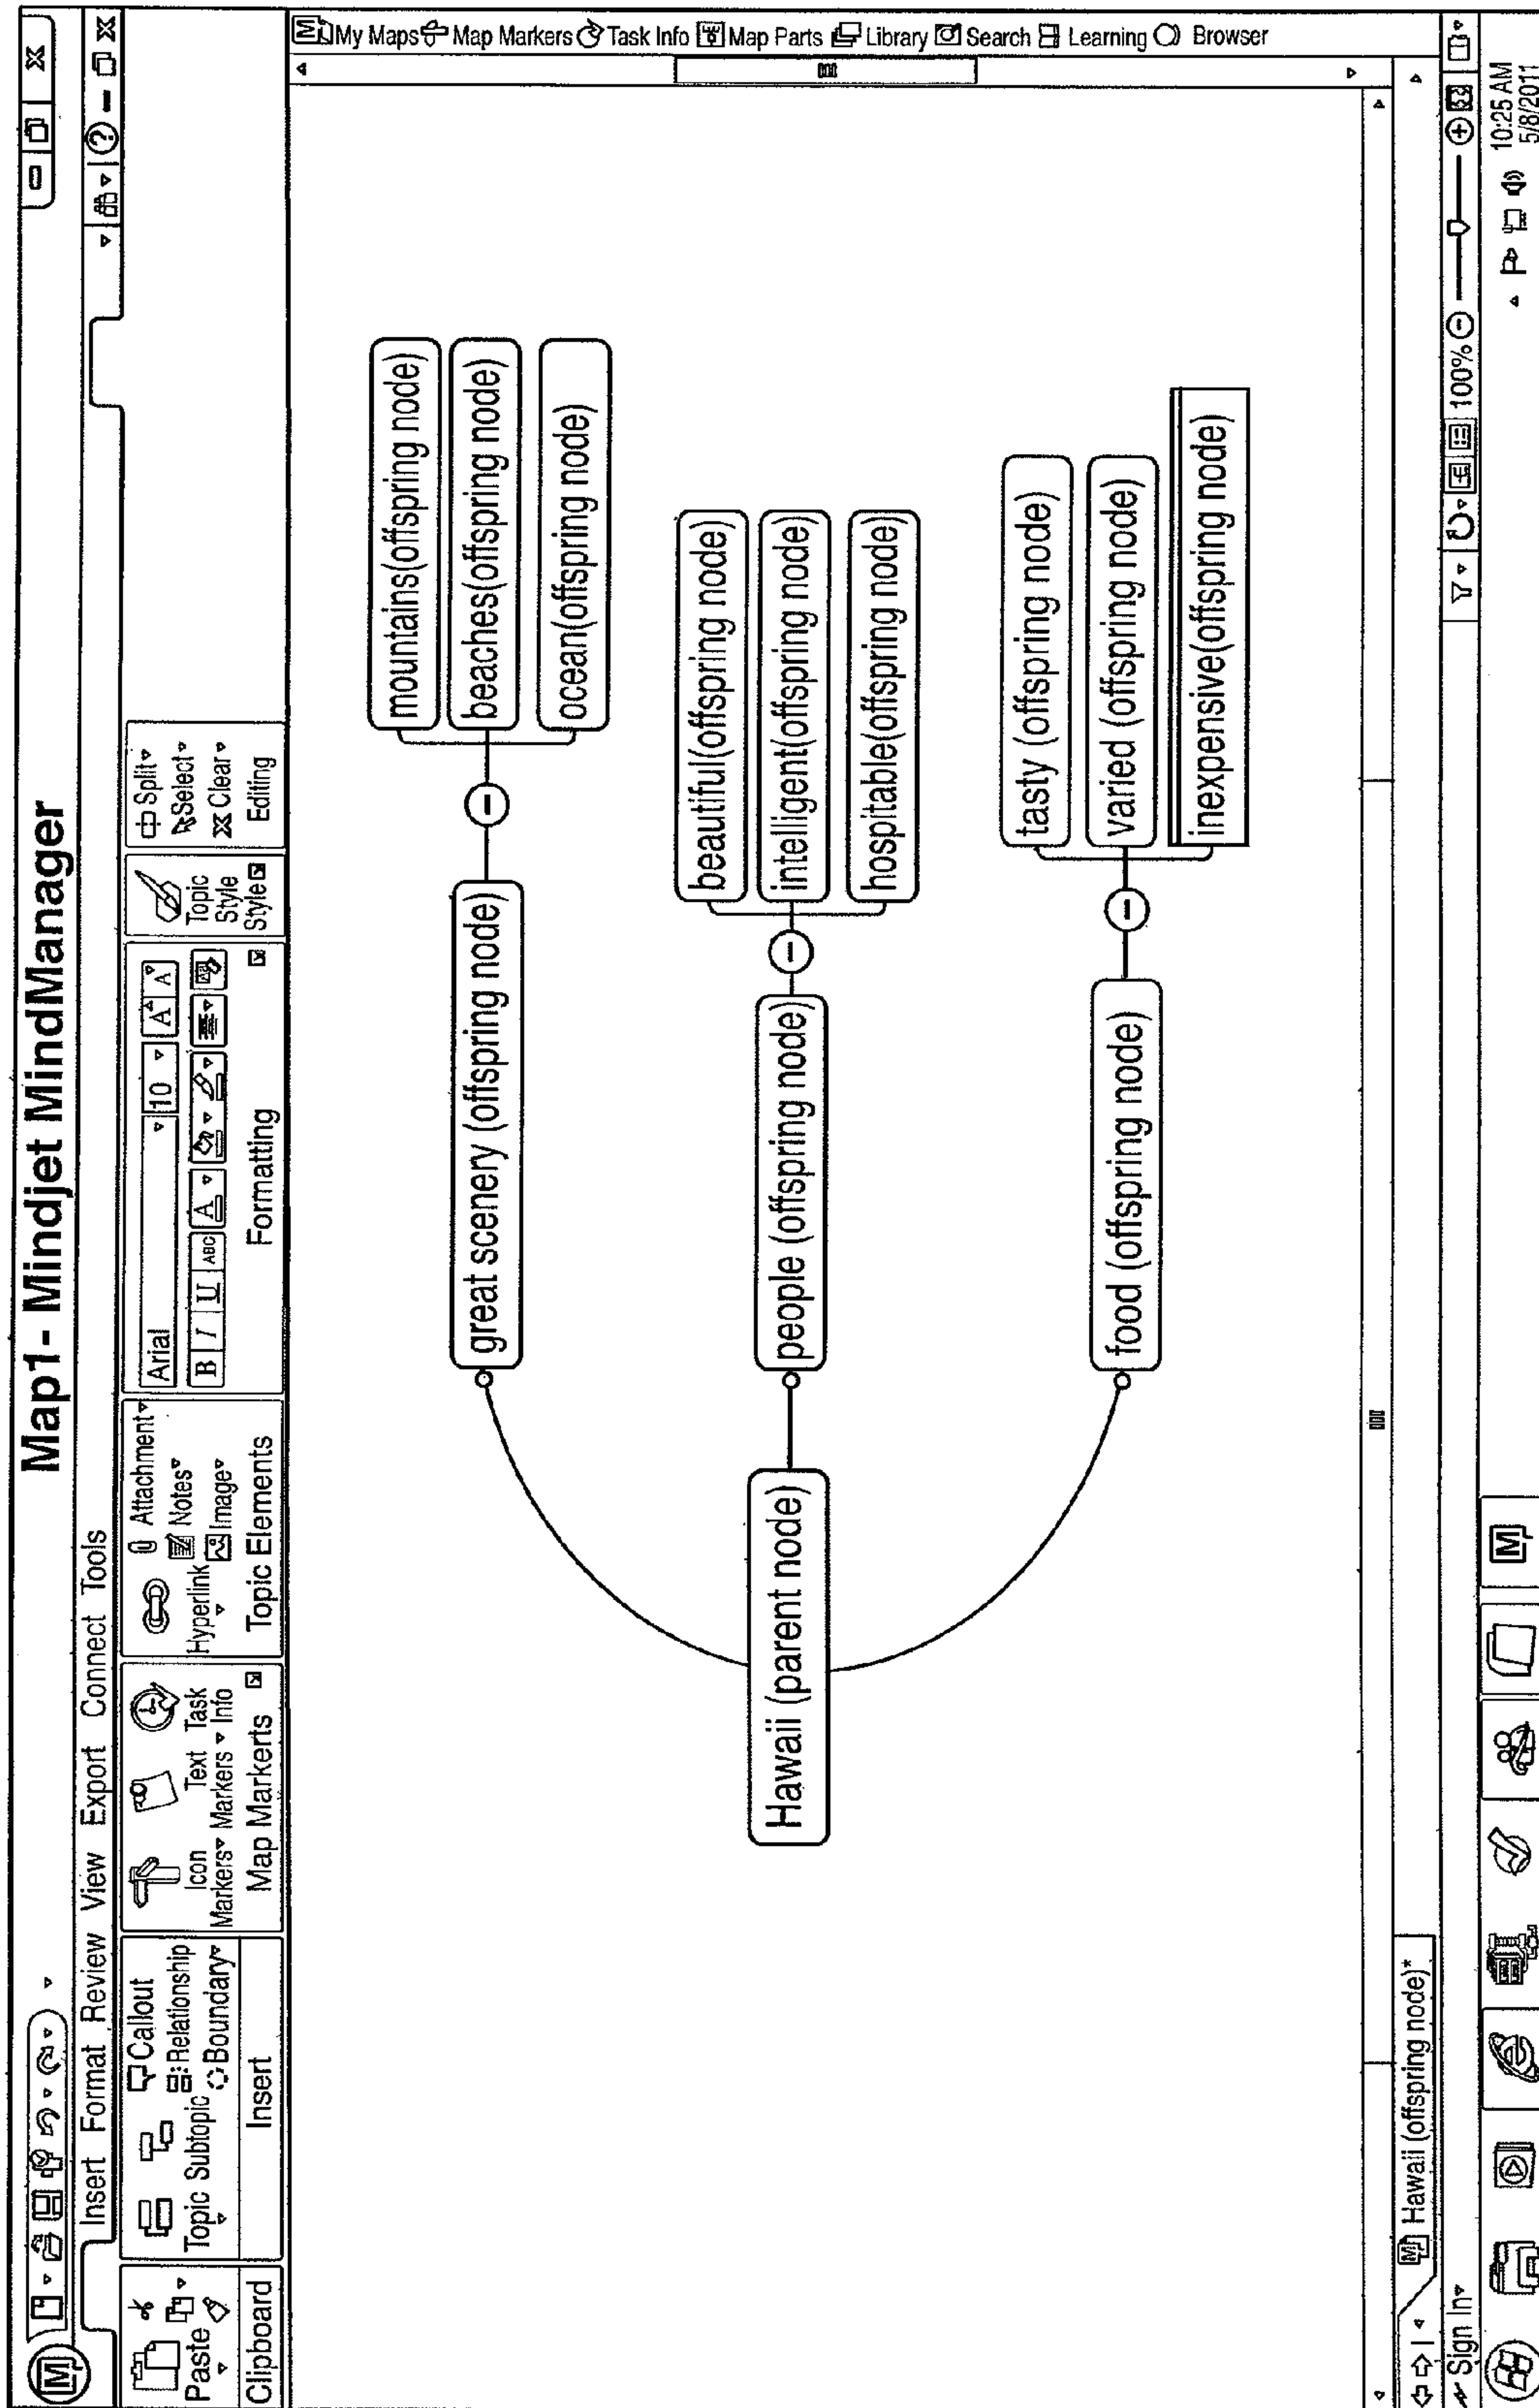 Map1- Mindjet MindManager
Insert Format Review View Export Connect Tools
Paste
Clipboard
Topic Subtopic
Callout
Relationship
Boundary
Insert
Icon Markers
Text Markers
Task Info
Map Markerts
Hyperlink
Attachment
Notes
Image
Topic Elements
Arial 10 A A
B I U ABC A
Formatting
Topic Style
Style
Split
Select
Clear
Editing
My Maps Map Markers Task Info Map Parts Library Search Learning Browser
Hawaii (parent node)
great scenery (offspring node)
mountains(offspring node)
beaches(offspring node)
ocean(offspring node)
people (offspring node)
beautiful(offspring node)
intelligent(offspring node)
hospitable(offspring node)
food (offspring node)
tasty (offspring node)
varied (offspring node)
inexpensive(offspring node)
Hawaii (offspring node)*
Sign In
100%
10:25 AM
5/8/2011